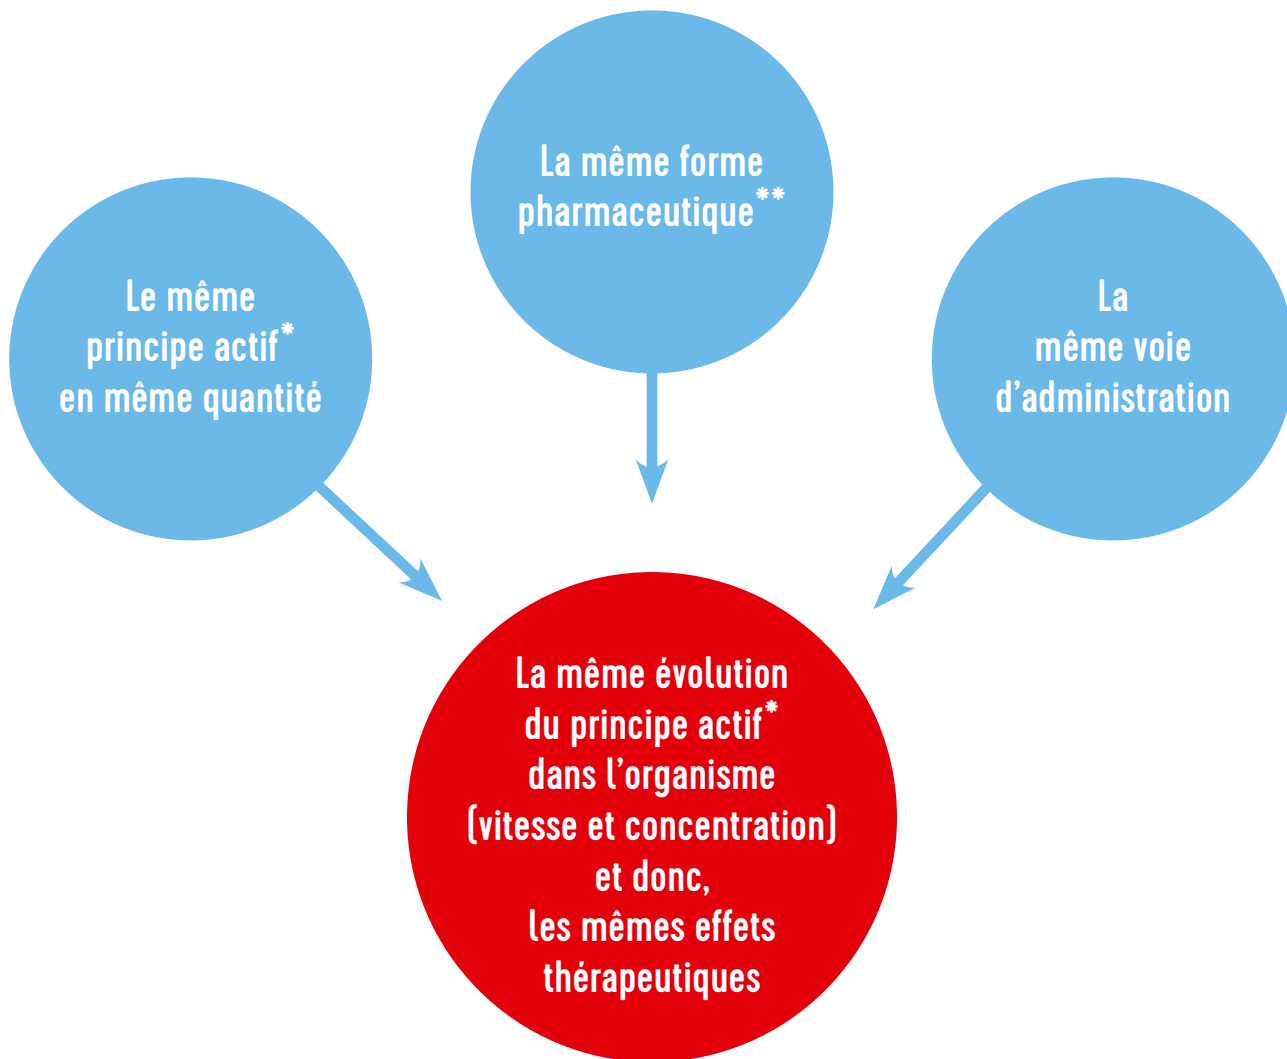 La même forme
pharmaceutique**
Le même
principe actif*
en même quantité
La
même voie
d’administration
La même évolution
du principe actif*
dans l’organisme
(vitesse et concentration)
et donc,
les mêmes effets
thérapeutiques